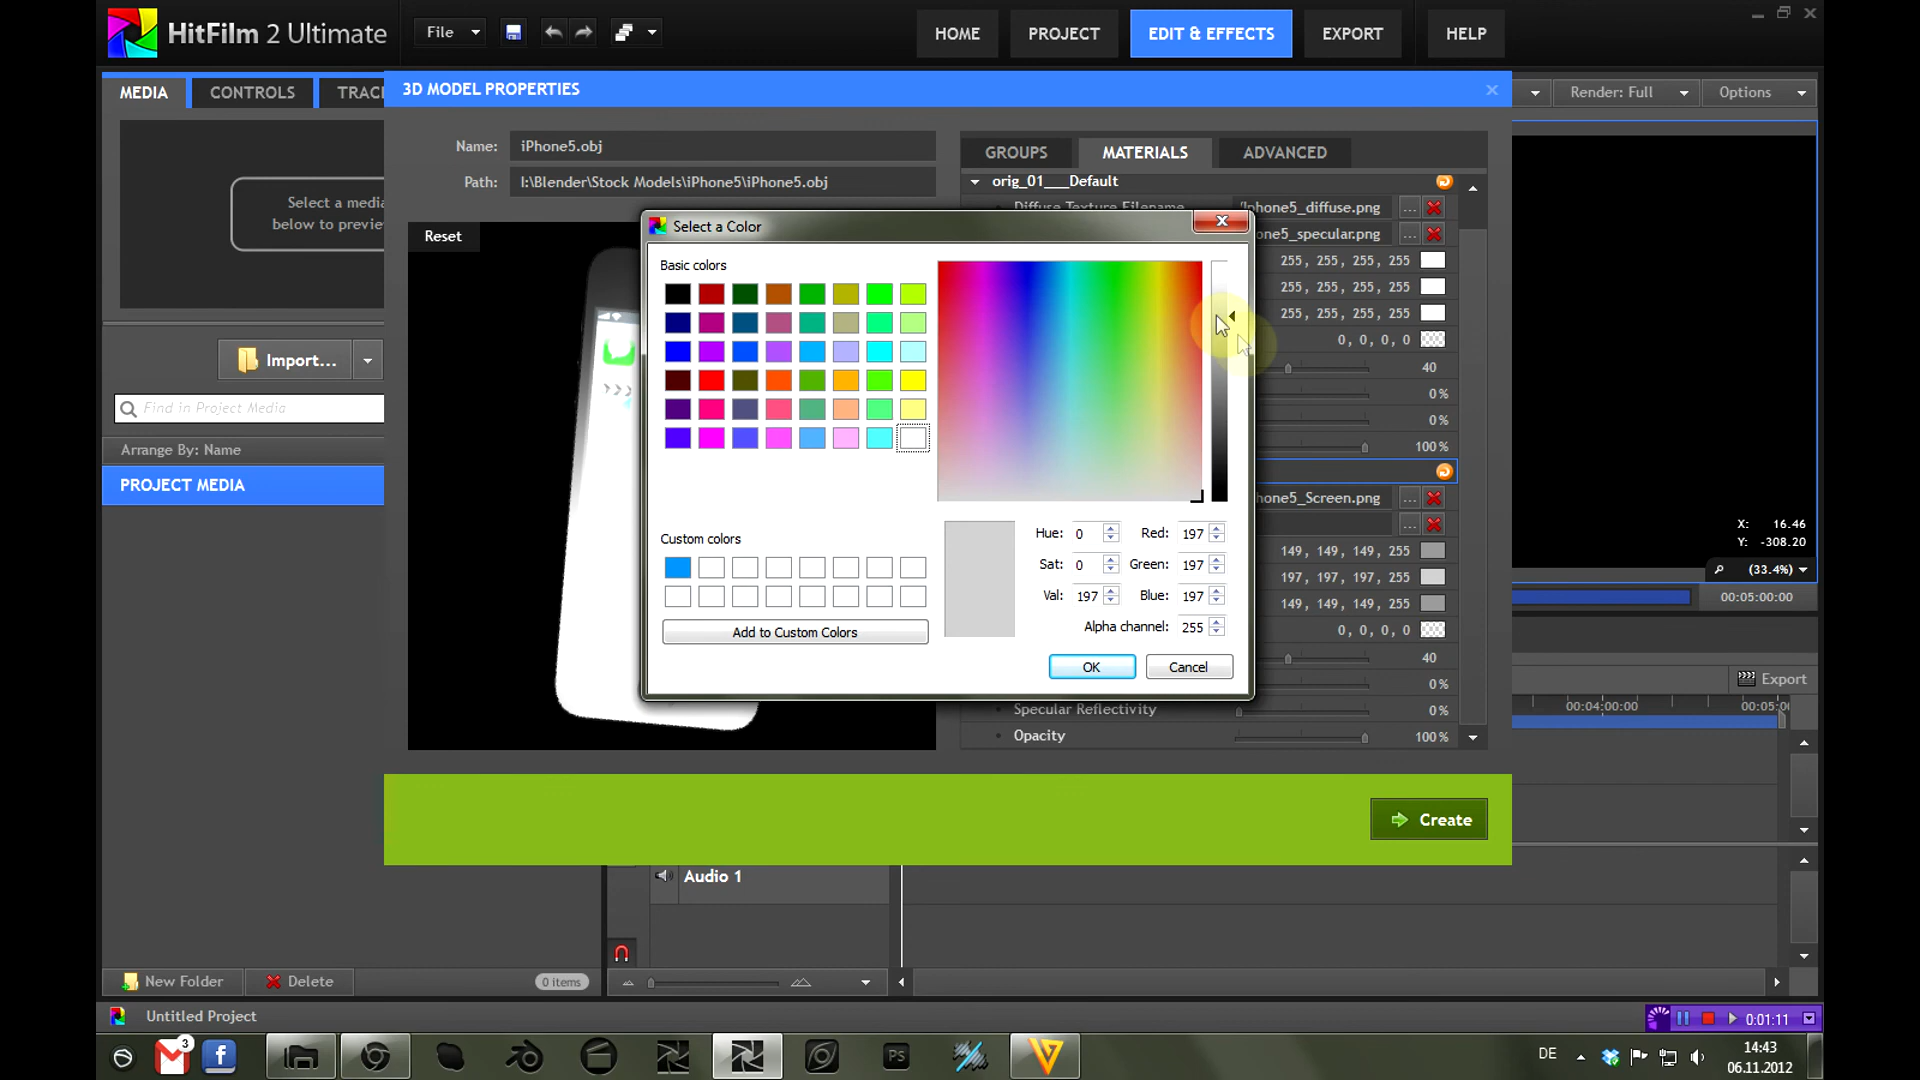 HitFilm 2 Ultimate
File
HOME
PROJECT
EDIT & EFFECTS
EXPORT
HELP
MEDIA
CONTROLS
3D MODEL PROPERTIES
Render: Full
Options
Name:
iPhone5.obj
Path:
I:\Blender\Stock Models\iPhone5\iPhone5.obj
GROUPS
MATERIALS
ADVANCED
orig_01___Default
Diffuse Texture Filename
255, 255, 255, 255
255, 255, 255, 255
255, 255, 255, 255
0, 0, 0, 0
40
0%
0%
100%
149, 149, 149, 255
197, 197, 197, 255
149, 149, 149, 255
0, 0, 0, 0
40
0%
Specular Reflectivity
0%
Opacity
100%
Select a media
below to
Reset
Select a Color
Basic colors
Custom colors
Add to Custom Colors
Hue: 0
Red: 197
Sat: 0
Green: 197
Val: 197
Blue: 197
Alpha channel: 255
OK
Cancel
Import...
Find in Project Media
Arrange By: Name
PROJECT MEDIA
X: 16.46
Y: -308.20
(33.4%)
00:05:00:00
Export
00:04:00:00
Create
Audio 1
New Folder
Delete
0 items
Untitled Project
0:01:11
3
Ps
DE
14:43
06.11.2012